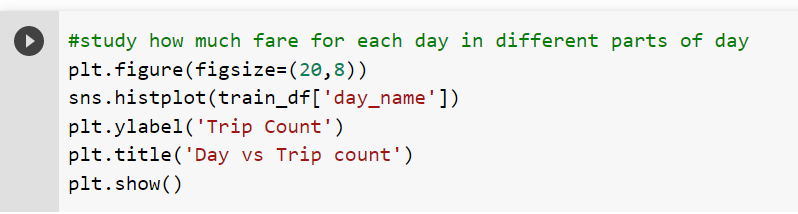 #study how much fare for each day in different parts of day
plt.figure(figsize=(20,8))
sns.histplot(train_df['day_name'])
plt.ylabel('Trip Count')
plt.title('Day vs Trip count')
plt.show()